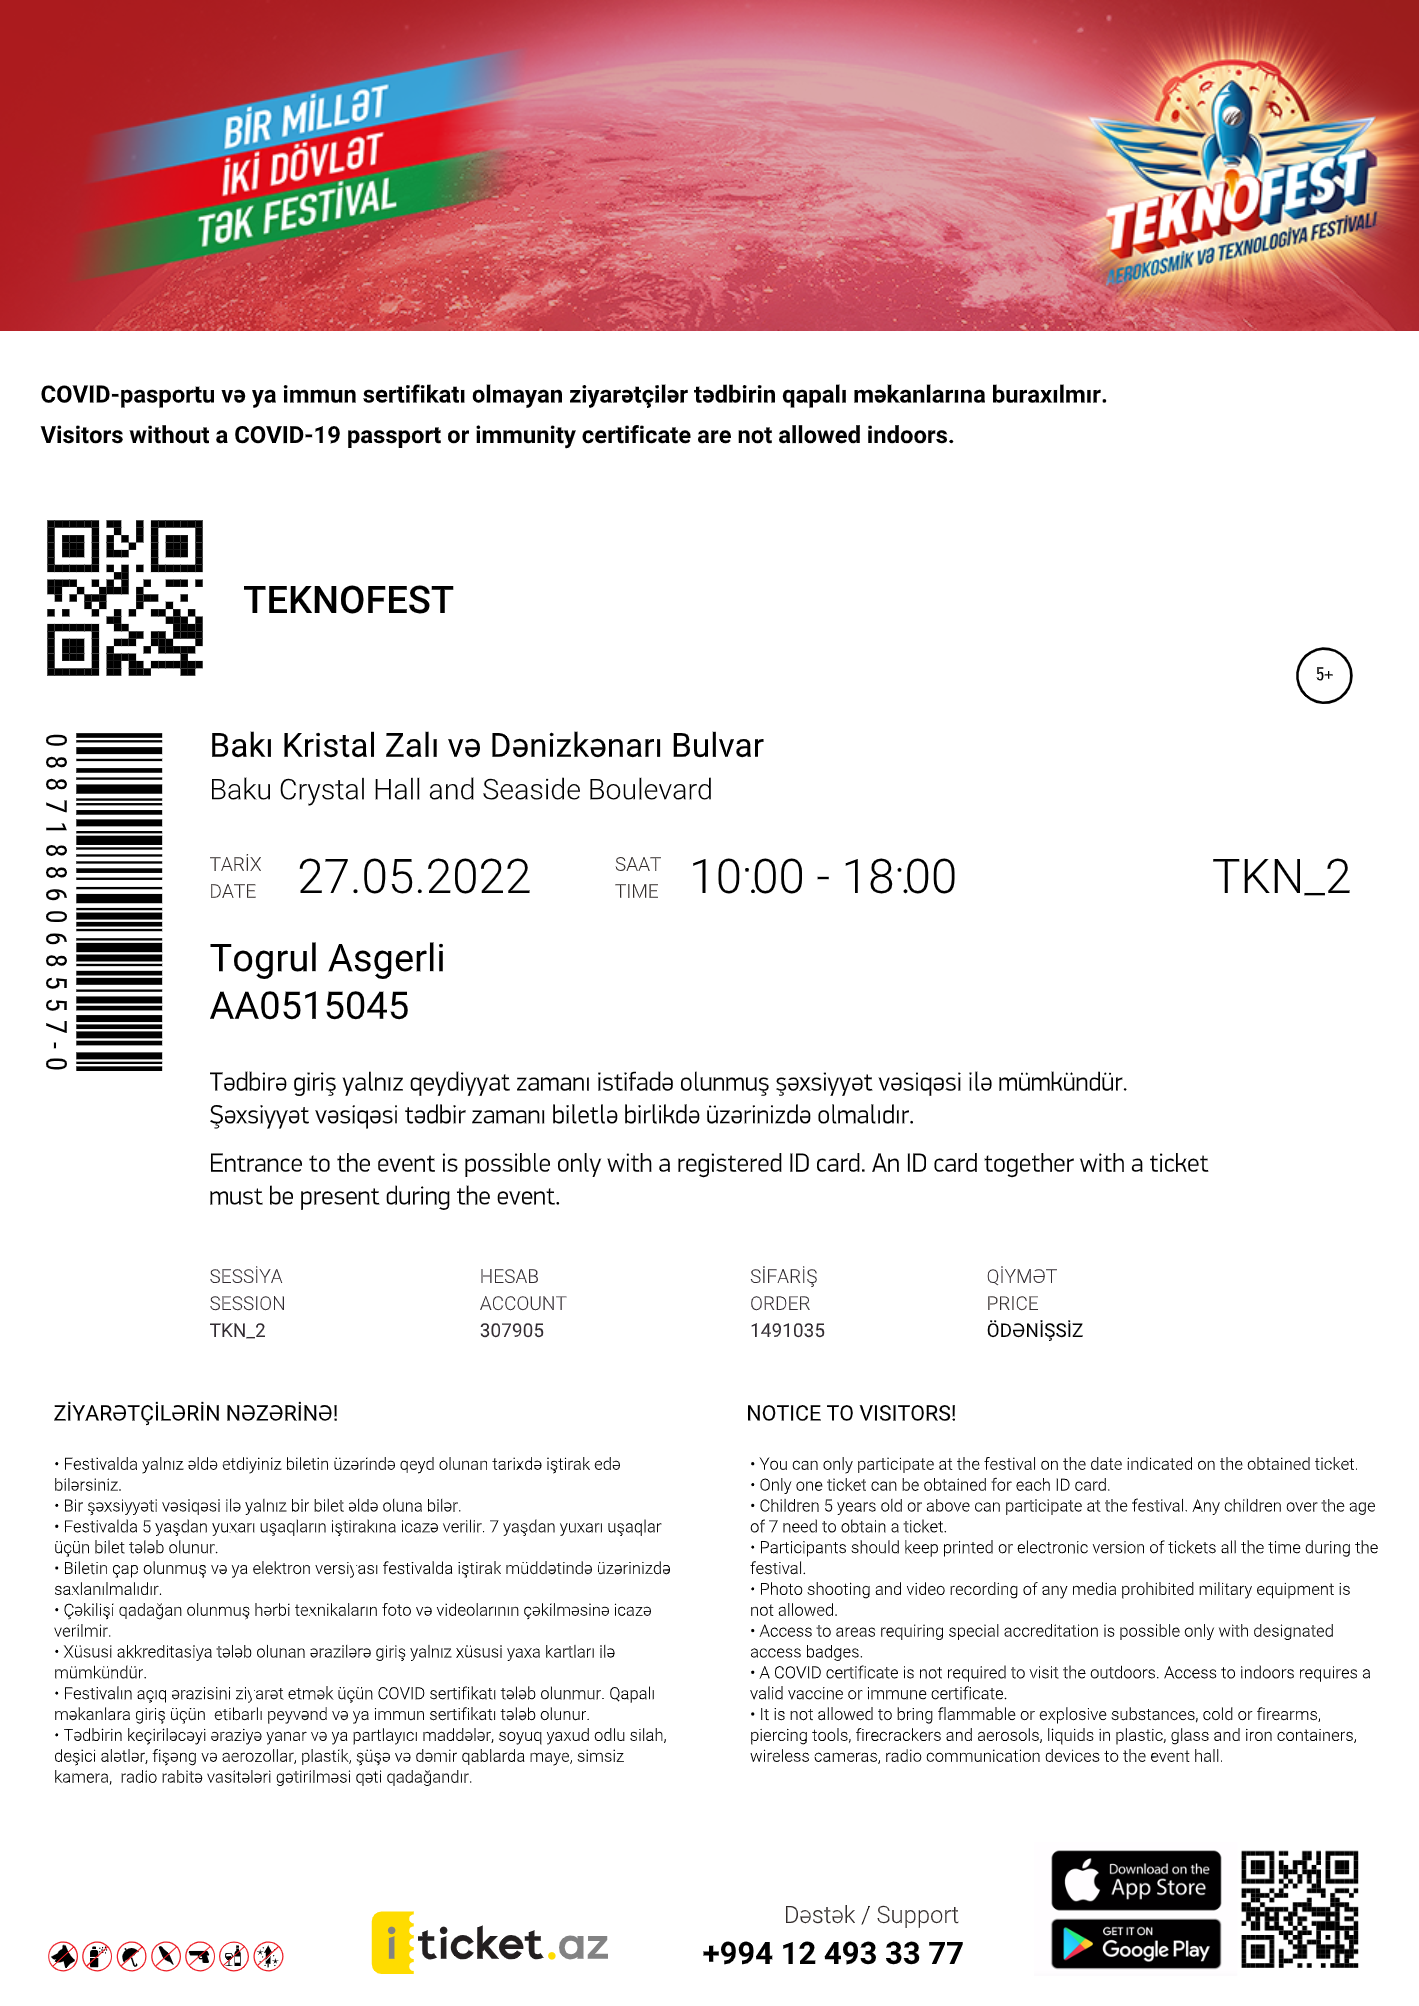 BİR MİLLƏT
İKİ DÖVLƏT
TƏK FESTİVAL
TEKNOFEST
AEROKOSMİK VƏ TEXNOLOGİYA FESTİVALI
COVID-pasportu və ya immun sertifikatı olmayan ziyarətçilər tədbirin qapalı məkanlarına buraxılmır.
Visitors without a COVID-19 passport or immunity certificate are not allowed indoors.
TEKNOFEST
5+
0887188606855​7-0
Bakı Kristal Zalı və Dənizkənarı Bulvar
Baku Crystal Hall and Seaside Boulevard
TARİX
DATE
27.05.2022
SAAT
TIME
10:00 - 18:00
TKN_2
Togrul Asgerli
AA0515045
Tədbirə giriş yalnız qeydiyyat zamanı istifadə olunmuş şəxsiyyət vəsiqəsi ilə mümkündür.
Şəxsiyyət vəsiqəsi tədbir zamanı biletlə birlikdə üzərinizdə olmalıdır.
Entrance to the event is possible only with a registered ID card. An ID card together with a ticket
must be present during the event.
SESSİYA
SESSION
TKN_2
HESAB
ACCOUNT
307905
SİFARİŞ
ORDER
1491035
QİYMƏT
PRICE
ÖDƏNİŞSİZ
ZİYARƏTÇİLƏRİN NƏZƏRİNƏ!
• Festivalda yalnız əldə etdiyiniz biletin üzərində qeyd olunan tarixdə iştirak edə
bilərsiniz.
• Bir şəxsiyyəti vəsiqəsi ilə yalnız bir bilet əldə oluna bilər.
• Festivalda 5 yaşdan yuxarı uşaqların iştirakına icazə verilir. 7 yaşdan yuxarı uşaqlar
üçün bilet tələb olunur.
• Biletin çap olunmuş və ya elektron versiyası festivalda iştirak müddətində üzərinizdə
saxlanılmalıdır.
• Çəkilişi qadağan olunmuş hərbi texnikaların foto və videolarının çəkilməsinə icazə
verilmir.
• Xüsusi akkreditasiya tələb olunan ərazilərə giriş yalnız xüsusi yaxa kartları ilə
mümkündür.
• Festivalın açıq ərazisini ziyarət etmək üçün COVID sertifikatı tələb olunmur. Qapalı
məkanlara giriş üçün etibarlı peyvənd və ya immun sertifikatı tələb olunur.
• Tədbirin keçiriləcəyi əraziyə yanar və ya partlayıcı maddələr, soyuq yaxud odlu silah,
deşici alətlər, fişəng və aerozollar, plastik, şüşə və dəmir qablarda maye, simsiz
kamera, radio rabitə vasitələri gətirilməsi qəti qadağandır.
NOTICE TO VISITORS!
• You can only participate at the festival on the date indicated on the obtained ticket.
• Only one ticket can be obtained for each ID card.
• Children 5 years old or above can participate at the festival. Any children over the age
of 7 need to obtain a ticket.
• Participants should keep printed or electronic version of tickets all the time during the
festival.
• Photo shooting and video recording of any media prohibited military equipment is
not allowed.
• Access to areas requiring special accreditation is possible only with designated
access badges.
• A COVID certificate is not required to visit the outdoors. Access to indoors requires a
valid vaccine or immune certificate.
• It is not allowed to bring flammable or explosive substances, cold or firearms,
piercing tools, firecrackers and aerosols, liquids in plastic, glass and iron containers,
wireless cameras, radio communication devices to the event hall.
iticket.az
Dəstək / Support
+994 12 493 33 77
Download on the
App Store
GET IT ON
Google Play